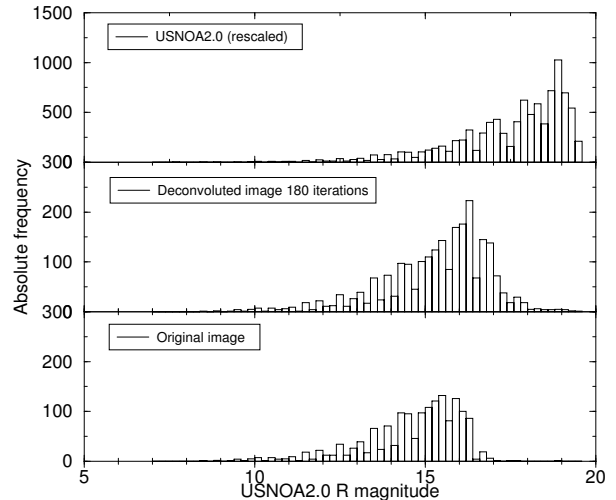 1500
USNOA2.0 (rescaled)
1000
500
300
Deconvoluted image 180 iterations
200
100
Absolute frequency
300
Original image
200
100
0
5
10
15
20
USNOA2.0 R magnitude